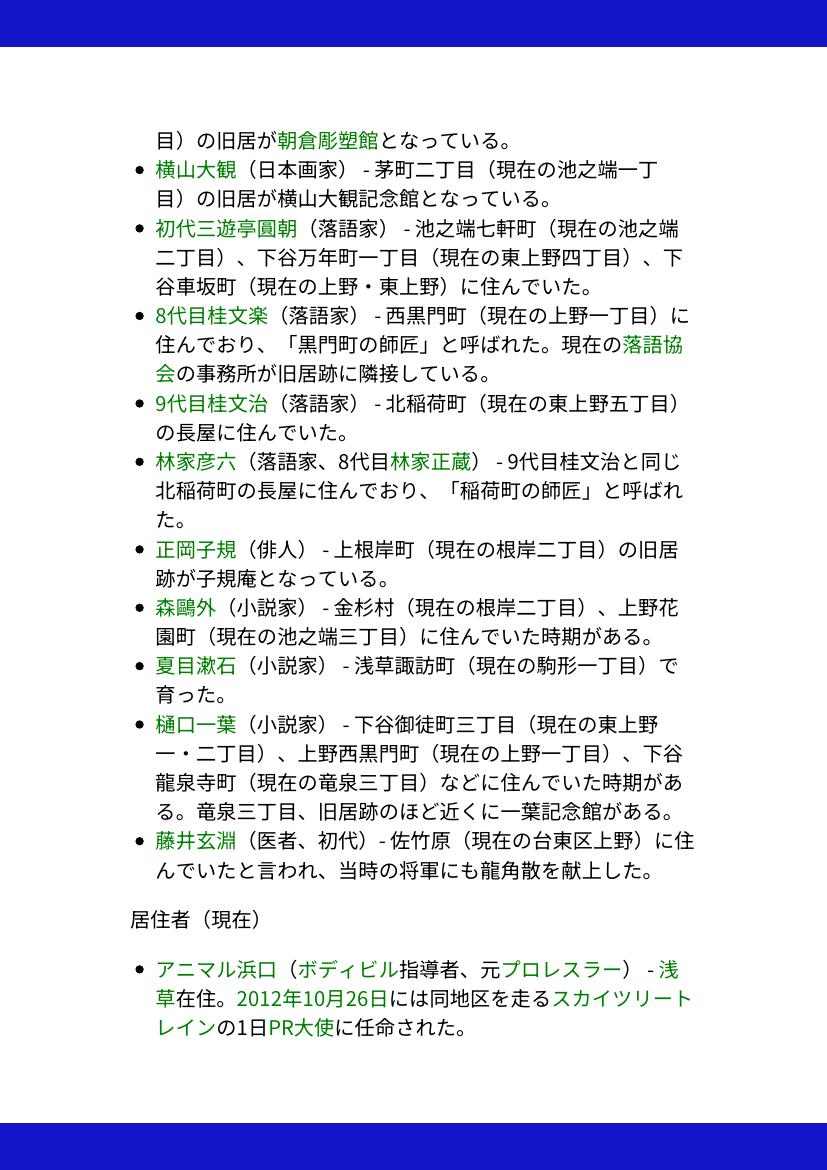 目）の旧居が朝倉彫塑館となっている。
横山大観（日本画家） - 茅町二丁目（現在の池之端一丁
目）の旧居が横山大観記念館となっている。
初代三遊亭圓朝（落語家） - 池之端七軒町（現在の池之端
二丁目）、下谷万年町一丁目（現在の東上野四丁目）、下
谷車坂町（現在の上野・東上野）に住んでいた。
8代目桂文楽（落語家） - 西黒門町（現在の上野一丁目）に
住んでおり、「黒門町の師匠」と呼ばれた。現在の落語協
会の事務所が旧居跡に隣接している。
9代目桂文治（落語家） - 北稲荷町（現在の東上野五丁目）
の長屋に住んでいた。
林家彦六（落語家、8代目林家正蔵） - 9代目桂文治と同じ
北稲荷町の長屋に住んでおり、「稲荷町の師匠」と呼ばれ
た。
正岡子規（俳人） - 上根岸町（現在の根岸二丁目）の旧居
跡が子規庵となっている。
森鷗外（小説家） - 金杉村（現在の根岸二丁目）、上野花
園町（現在の池之端三丁目）に住んでいた時期がある。
夏目漱石（小説家） - 浅草諏訪町（現在の駒形一丁目）で
育った。
樋口一葉（小説家） - 下谷御徒町三丁目（現在の東上野
一・二丁目）、上野西黒門町（現在の上野一丁目）、下谷
龍泉寺町（現在の竜泉三丁目）などに住んでいた時期があ
る。竜泉三丁目、旧居跡のほど近くに一葉記念館がある。
藤井玄淵（医者、初代）- 佐竹原（現在の台東区上野）に住
んでいたと言われ、当時の将軍にも龍角散を献上した。
居住者（現在）
アニマル浜口（ボディビル指導者、元プロレスラー） - 浅
草在住。2012年10月26日には同地区を走るスカイツリート
レインの1日PR大使に任命された。